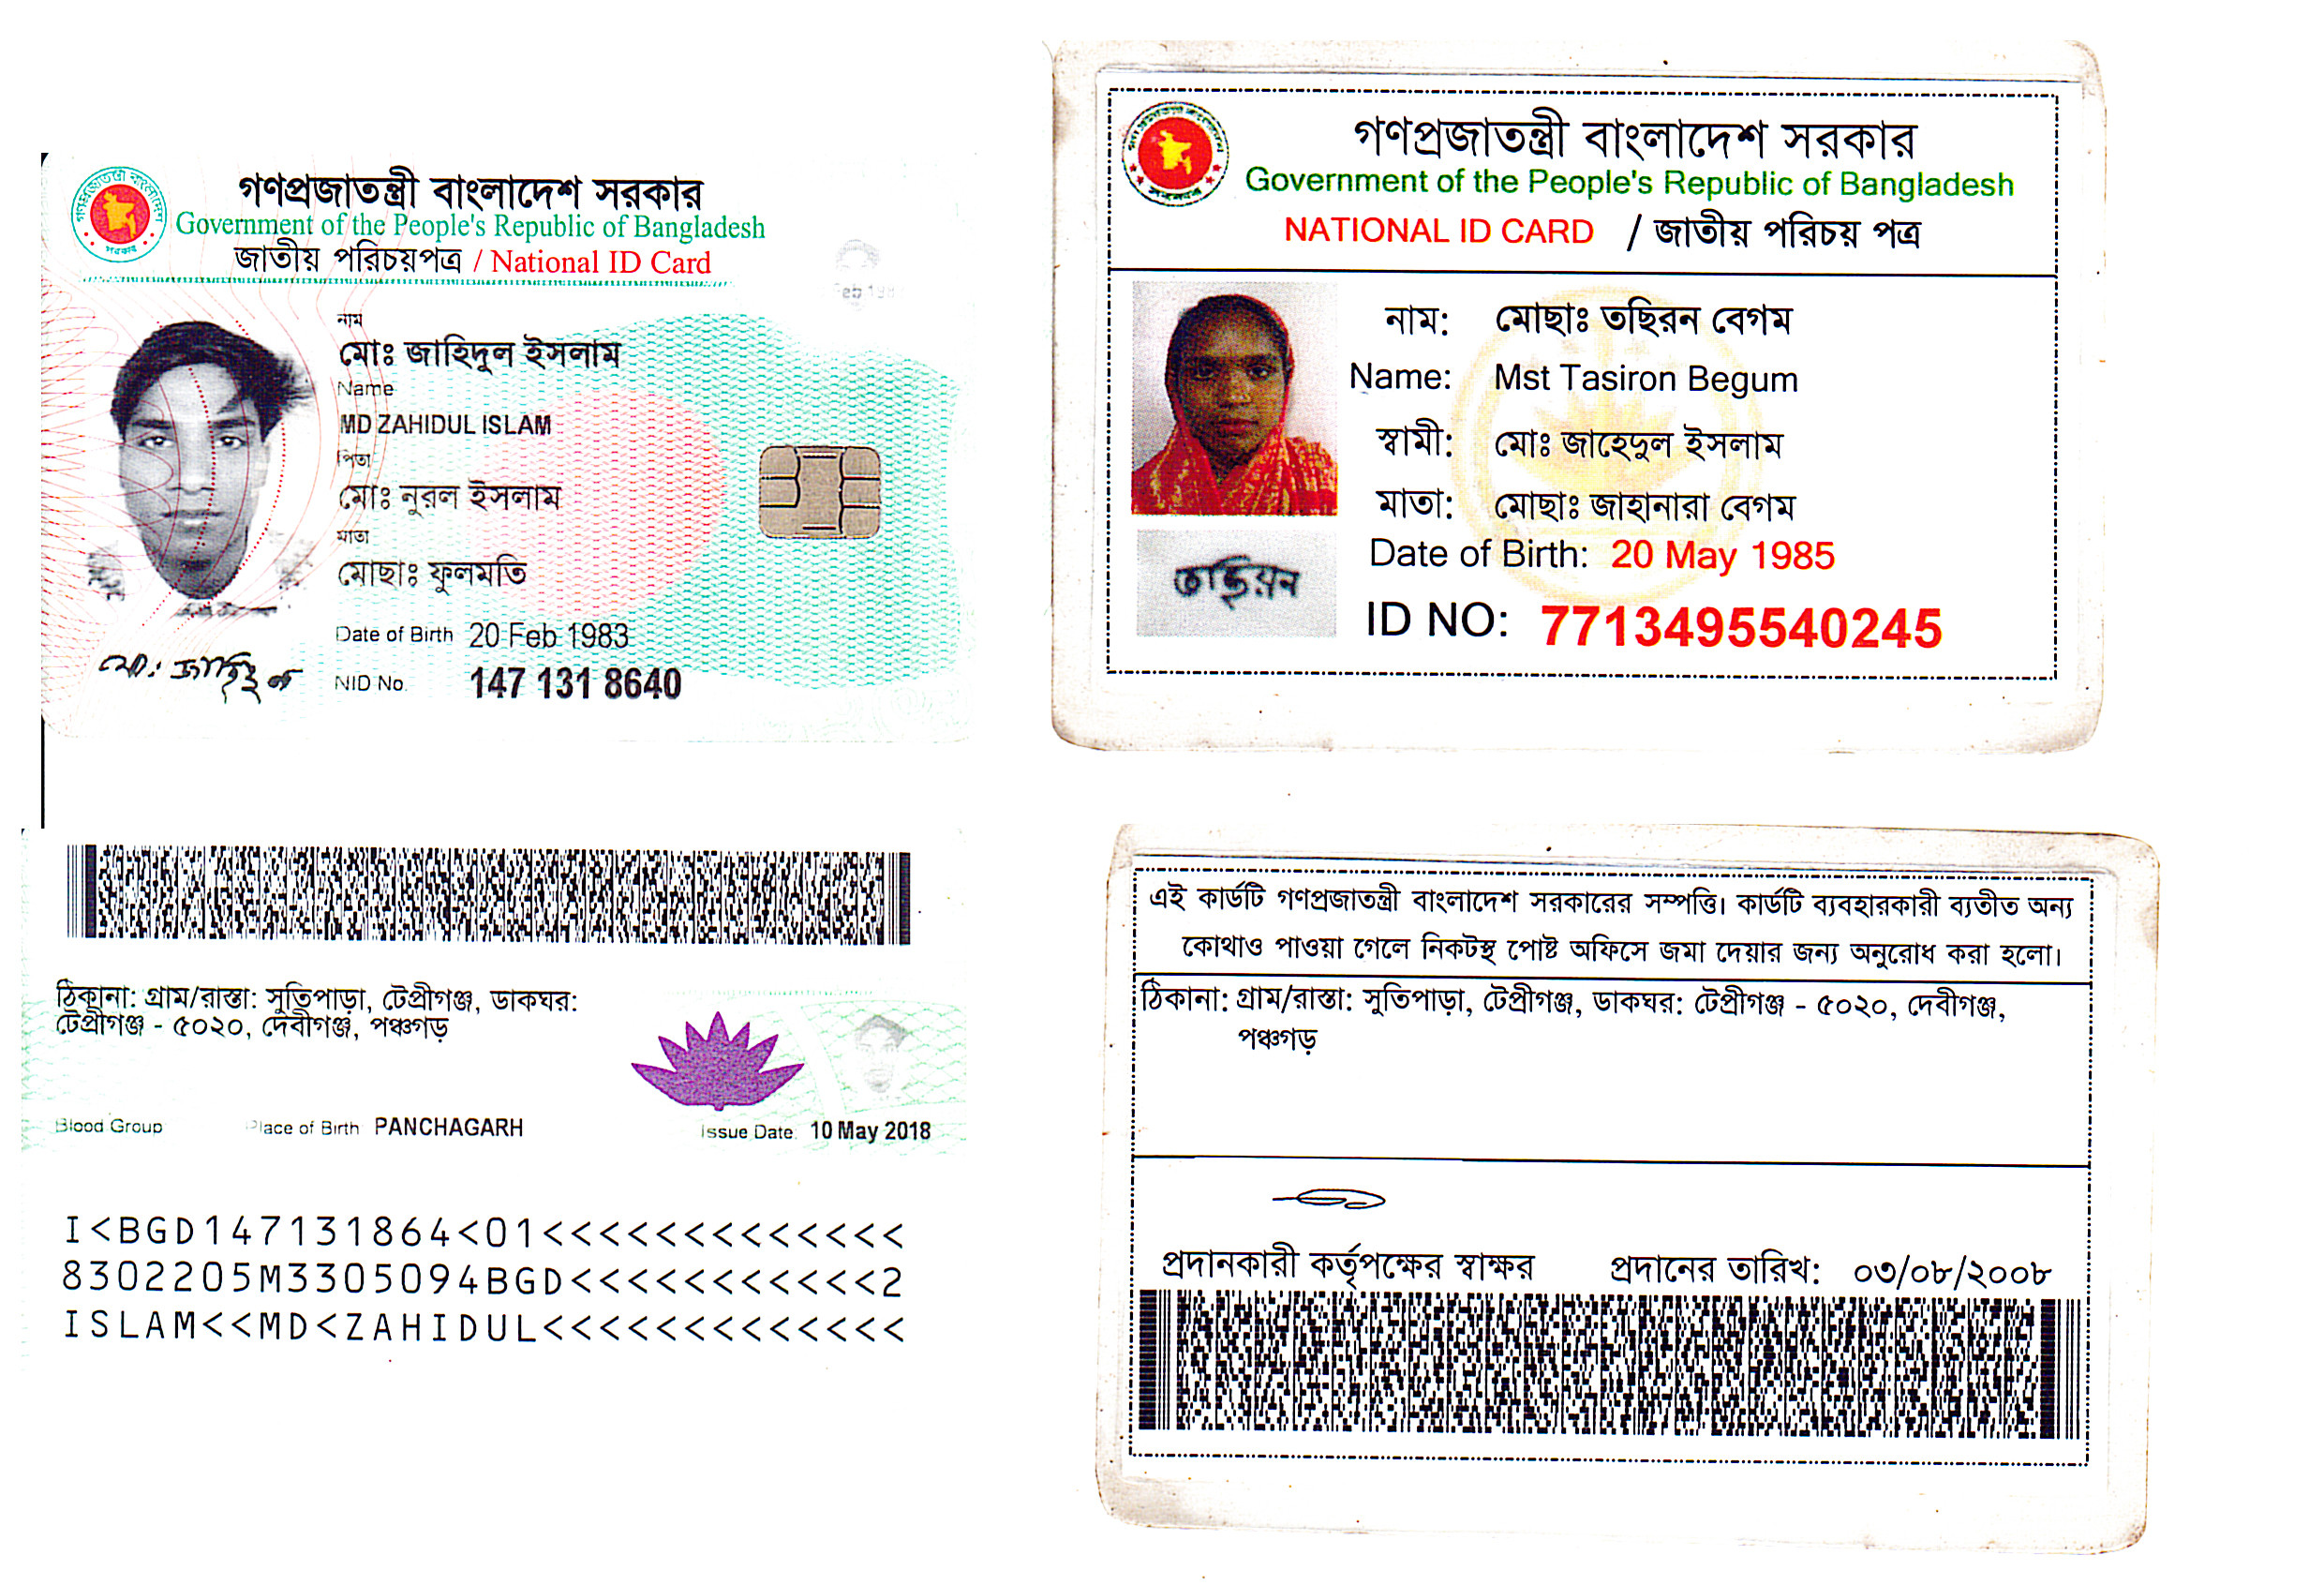 গণপ্রজাতন্ত্রী বাংলাদেশ সরকার
Government of the People's Republic of Bangladesh
জাতীয় পরিচয়পত্র / National ID Card
নাম
মোঃ জাহিদুল ইসলাম
Name
MD ZAHIDUL ISLAM
পিতা
মোঃ নুরল ইসলাম
মাতা
মোছাঃ ফুলমতি
Date of Birth 20 Feb 1983
NID No. 147 131 8640
গণপ্রজাতন্ত্রী বাংলাদেশ সরকার
Government of the People's Republic of Bangladesh
NATIONAL ID CARD / জাতীয় পরিচয় পত্র
নাম: মোছাঃ তছিরন বেগম
Name: Mst Tasiron Begum
স্বামী: মোঃ জাহেদুল ইসলাম
মাতা: মোছাঃ জাহানারা বেগম
Date of Birth: 20 May 1985
ID NO: 7713495540245
ঠিকানা: গ্রাম/রাস্তা: সুতিপাড়া, টেপ্রীগঞ্জ, ডাকঘর:
টেপ্রীগঞ্জ - ৫০২০, দেবীগঞ্জ, পঞ্চগড়
Blood Group Place of Birth PANCHAGARH Issue Date 10 May 2018
I<BGD147131864<01<<<<<<<<<<<<<
8302205M3305094BGD<<<<<<<<<<<2
ISLAM<<MD<ZAHIDUL<<<<<<<<<<<<<
এই কার্ডটি গণপ্রজাতন্ত্রী বাংলাদেশ সরকারের সম্পত্তি। কার্ডটি ব্যবহারকারী ব্যতীত অন্য
কোথাও পাওয়া গেলে নিকটস্থ পোষ্ট অফিসে জমা দেয়ার জন্য অনুরোধ করা হলো।
ঠিকানা: গ্রাম/রাস্তা: সুতিপাড়া, টেপ্রীগঞ্জ, ডাকঘর: টেপ্রীগঞ্জ - ৫০২০, দেবীগঞ্জ,
পঞ্চগড়
প্রদানকারী কর্তৃপক্ষের স্বাক্ষর প্রদানের তারিখ: ০৩/০৮/২০০৮